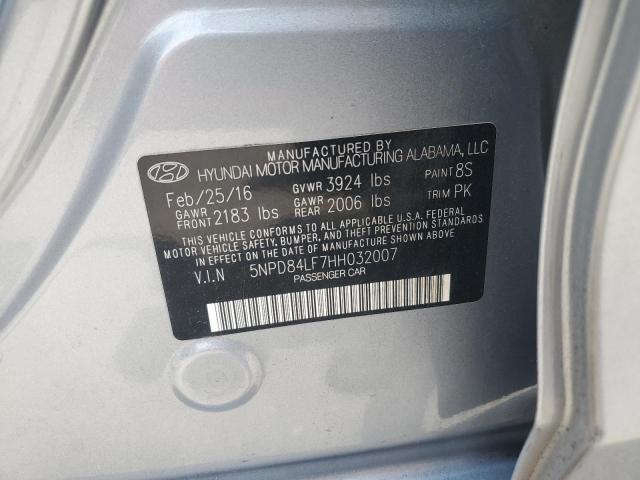 MANUFACTURED BY
HYUNDAI MOTOR MANUFACTURING ALABAMA, LLC
Feb/25/16 GVWR 3924 lbs PAINT 8S
GAWR FRONT 2183 lbs GAWR REAR 2006 lbs TRIM PK
THIS VEHICLE CONFORMS TO ALL APPLICABLE U.S.A. FEDERAL
MOTOR VEHICLE SAFETY, BUMPER, AND THEFT PREVENTION STANDARDS
IN EFFECT ON THE DATE OF MANUFACTURE SHOWN ABOVE.
V.I.N 5NPD84LF7HH032007
PASSENGER CAR